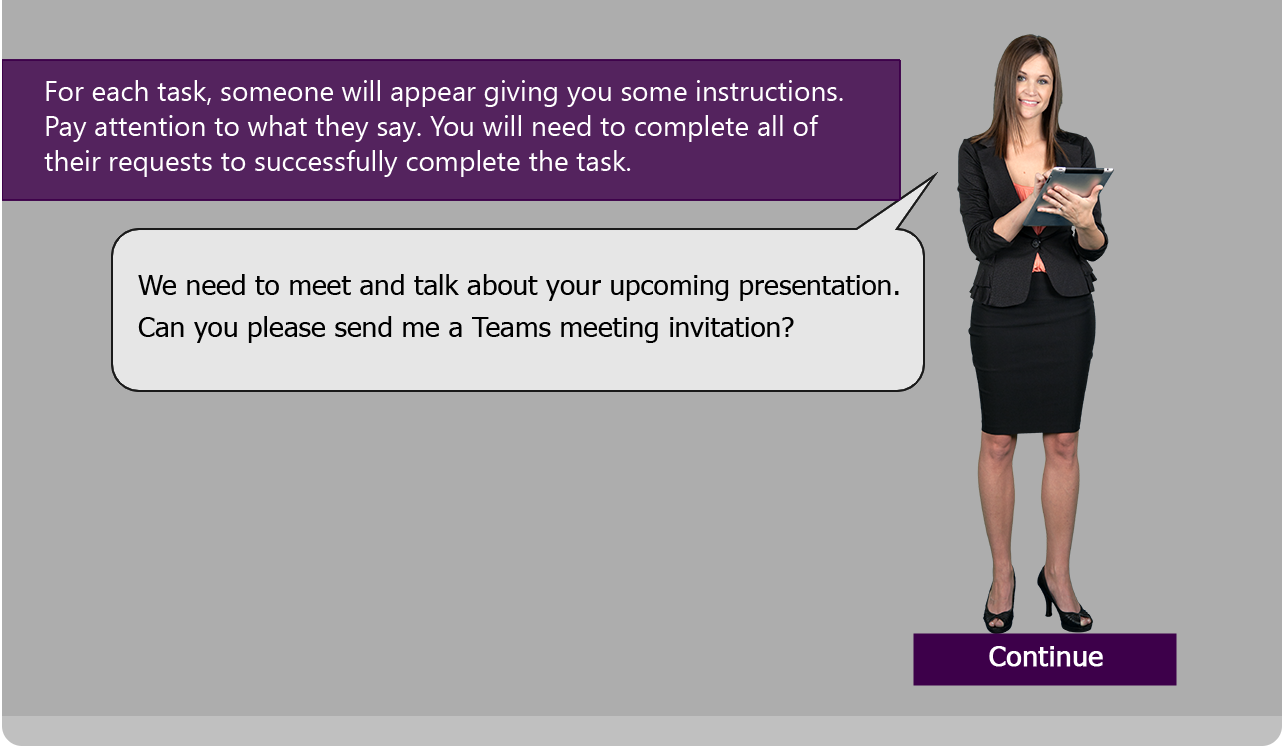 For each task, someone will appear giving you some instructions.
Pay attention to what they say. You will need to complete all of
their requests to successfully complete the task.
We need to meet and talk about your upcoming presentation.
Can you please send me a Teams meeting invitation?
Continue